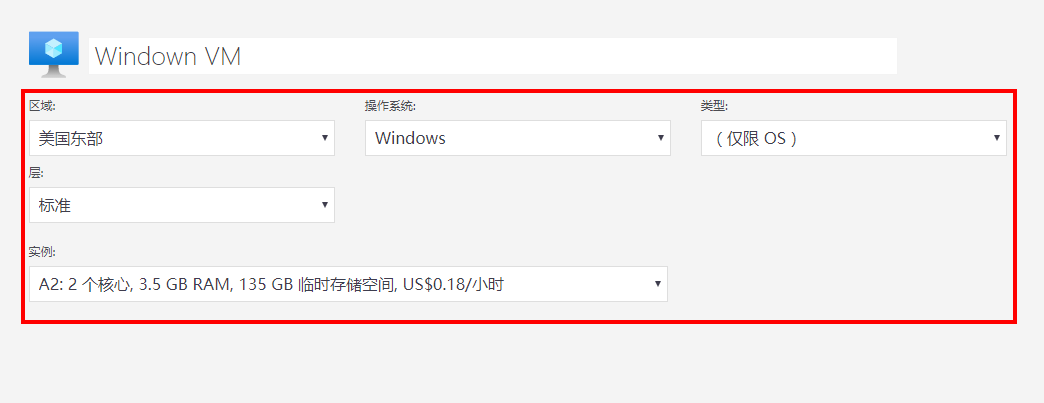 Windown VM
区域: 操作系统: 类型:
美国东部 Windows （仅限 OS）
层:
标准
实例:
A2: 2 个核心, 3.5 GB RAM, 135 GB 临时存储空间, US$0.18/小时